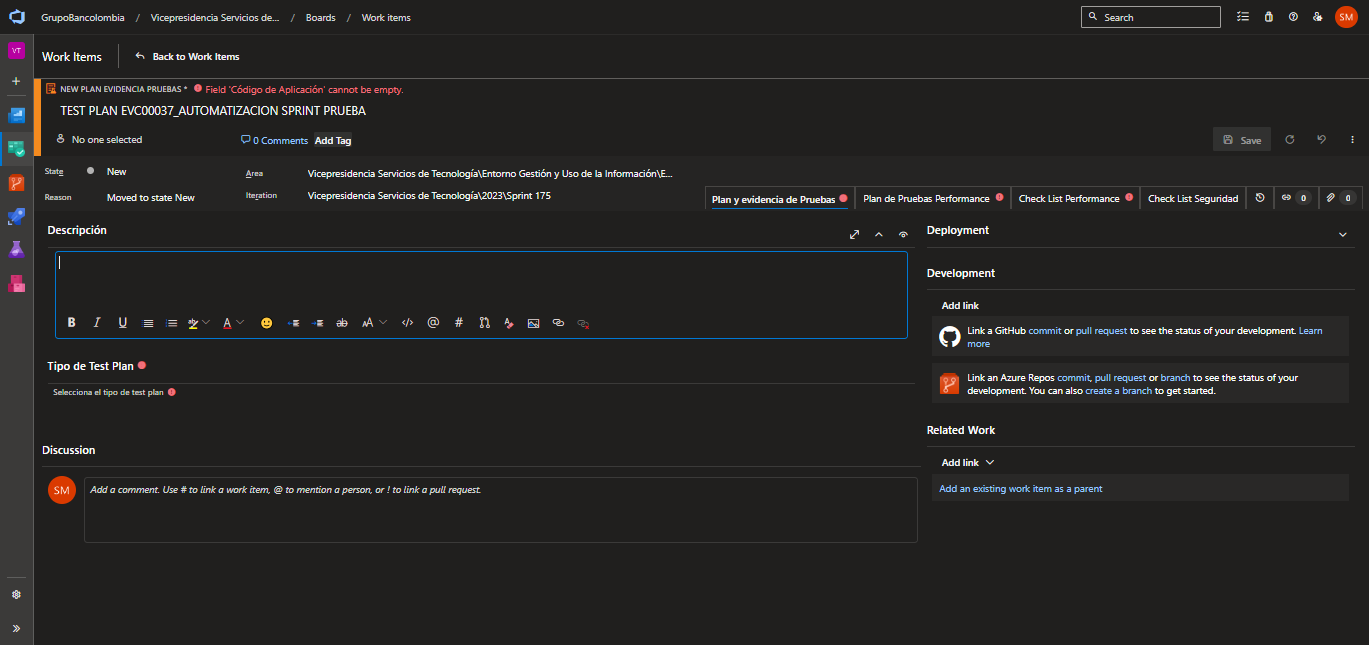 GrupoBancolombia / Vicepresidencia Servicios de... / Boards / Work items
Search
SM
VT
Work Items
Back to Work Items
NEW PLAN EVIDENCIA PRUEBAS * Field 'Código de Aplicación' cannot be empty.
TEST PLAN EVC00037_AUTOMATIZACION SPRINT PRUEBA
No one selected
0 Comments
Add Tag
Save
State
New
Area
Vicepresidencia Servicios de Tecnología\Entorno Gestión y Uso de la Información\E...
Reason
Moved to state New
Iteration
Vicepresidencia Servicios de Tecnología\2023\Sprint 175
Plan y evidencia de Pruebas
Plan de Pruebas Performance
Check List Performance
Check List Seguridad
0
0
Descripción
B I U ab A ab AA </> @ #
Tipo de Test Plan
Selecciona el tipo de test plan
Discussion
SM
Add a comment. Use # to link a work item, @ to mention a person, or ! to link a pull request.
Deployment
Development
Add link
Link a GitHub commit or pull request to see the status of your development. Learn
more
Link an Azure Repos commit, pull request or branch to see the status of your
development. You can also create a branch to get started.
Related Work
Add link
Add an existing work item as a parent